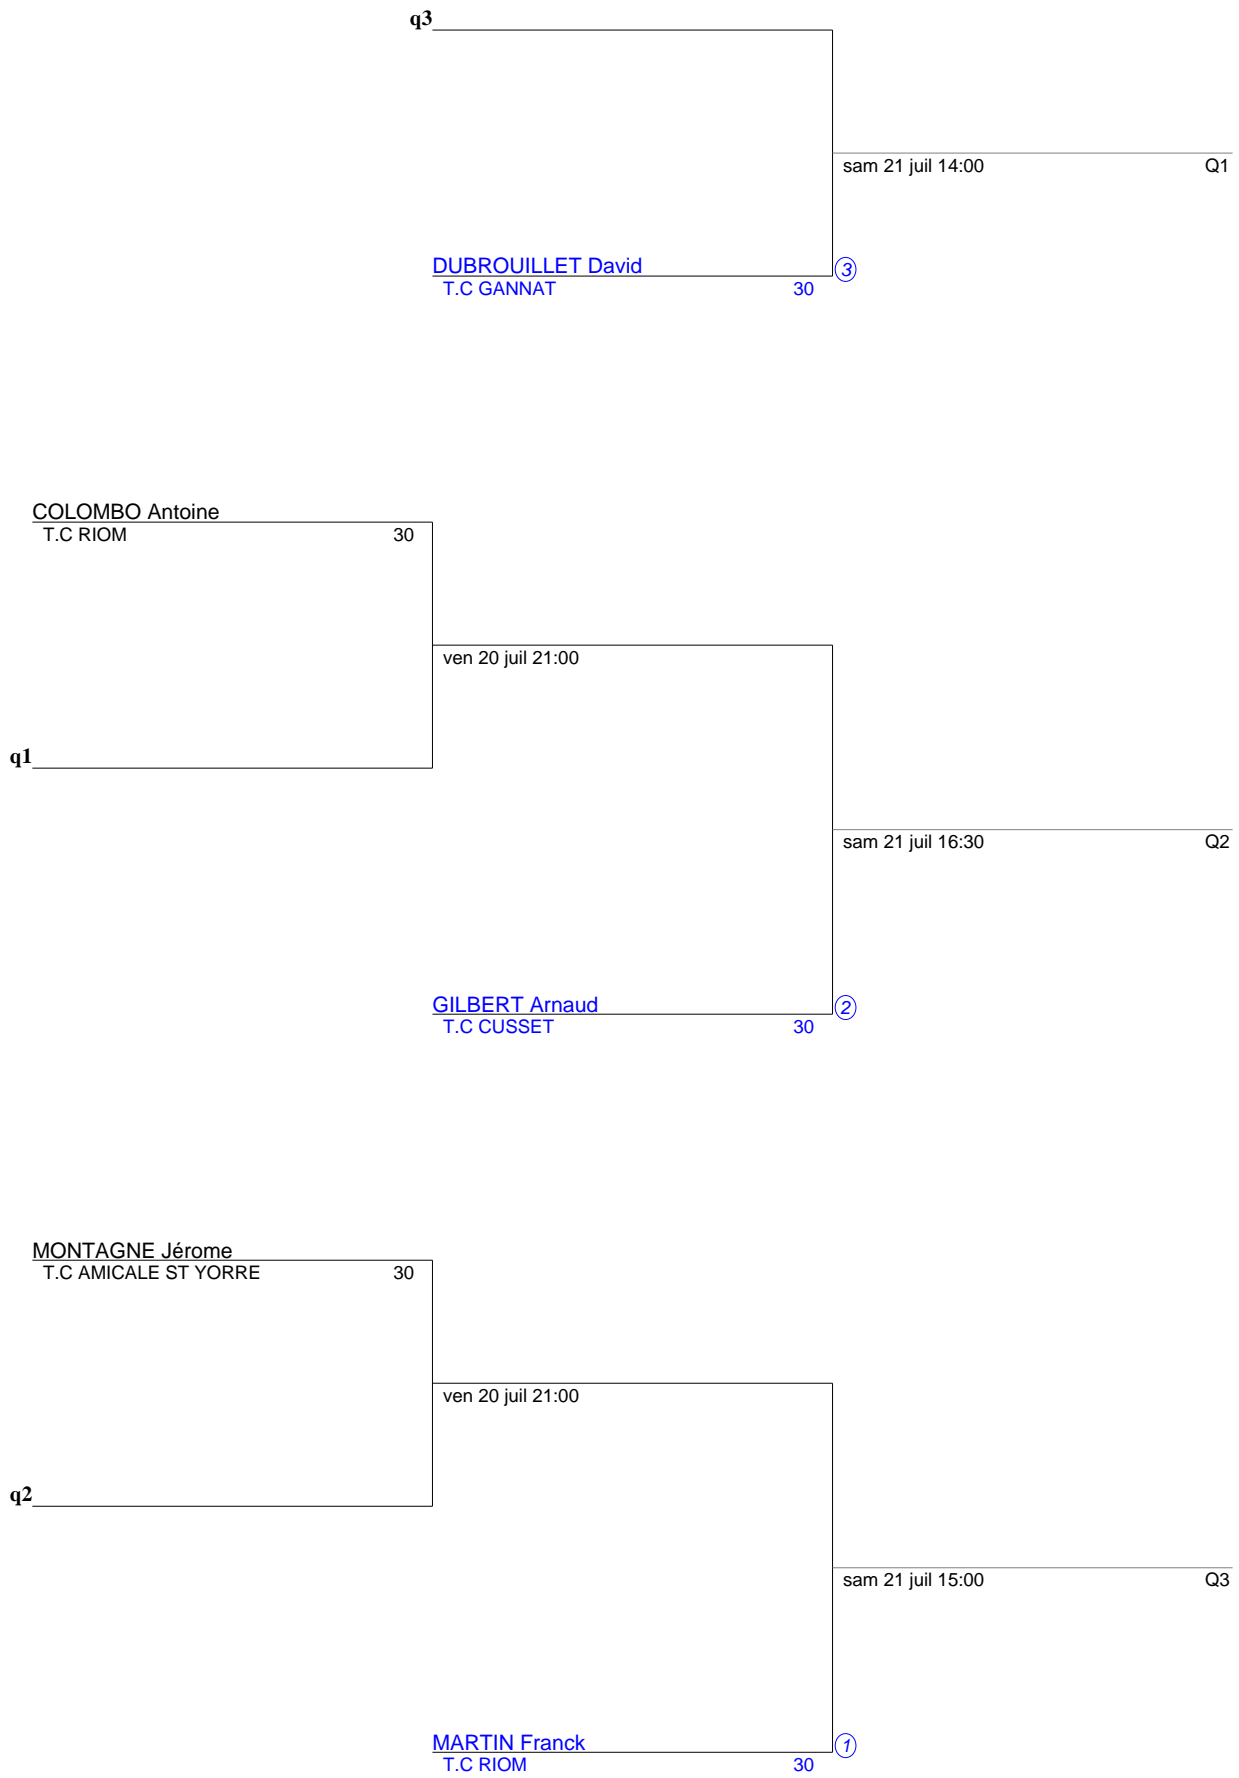 q3
sam 21 juil 14:00 Q1
DUBROUILLET David 3
T.C GANNAT 30
COLOMBO Antoine
T.C RIOM 30
ven 20 juil 21:00
q1
sam 21 juil 16:30 Q2
GILBERT Arnaud 2
T.C CUSSET 30
MONTAGNE Jérome
T.C AMICALE ST YORRE 30
ven 20 juil 21:00
q2
sam 21 juil 15:00 Q3
MARTIN Franck 1
T.C RIOM 30